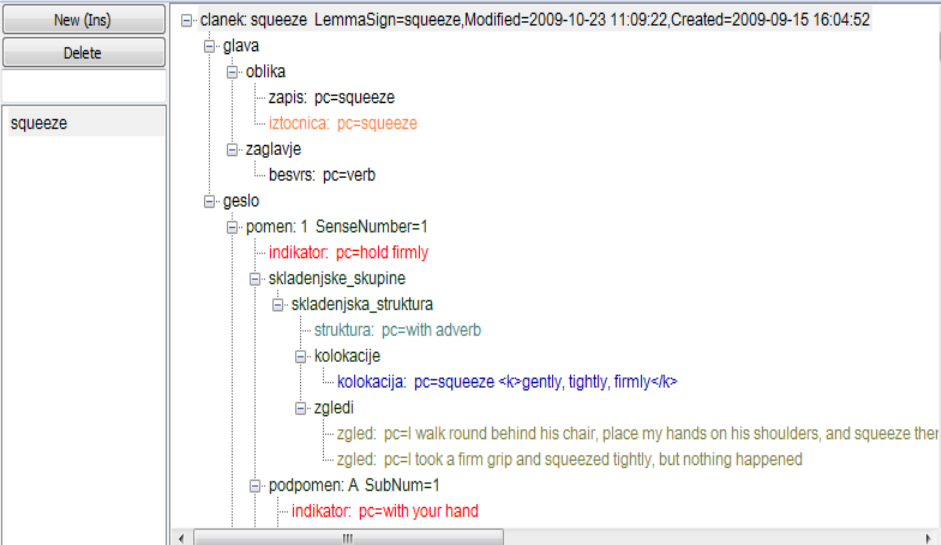 New (Ins)
Delete
squeeze
clanek: squeeze LemmaSign=squeeze,Modified=2009-10-23 11:09:22,Created=2009-09-15 16:04:52
glava
oblika
zapis: pc=squeeze
iztocnica: pc=squeeze
zaglavje
besvrs: pc=verb
geslo
pomen: 1 SenseNumber=1
indikator: pc=hold firmly
skladenjske_skupine
skladenjska_struktura
struktura: pc=with adverb
kolokacije
kolokacija: pc=squeeze <k>gently, tightly, firmly</k>
zgledi
zgled: pc=I walk round behind his chair, place my hands on his shoulders, and squeeze
zgled: pc=I took a firm grip and squeezed tightly, but nothing happened
podpomen: A SubNum=1
indikator: pc=with your hand